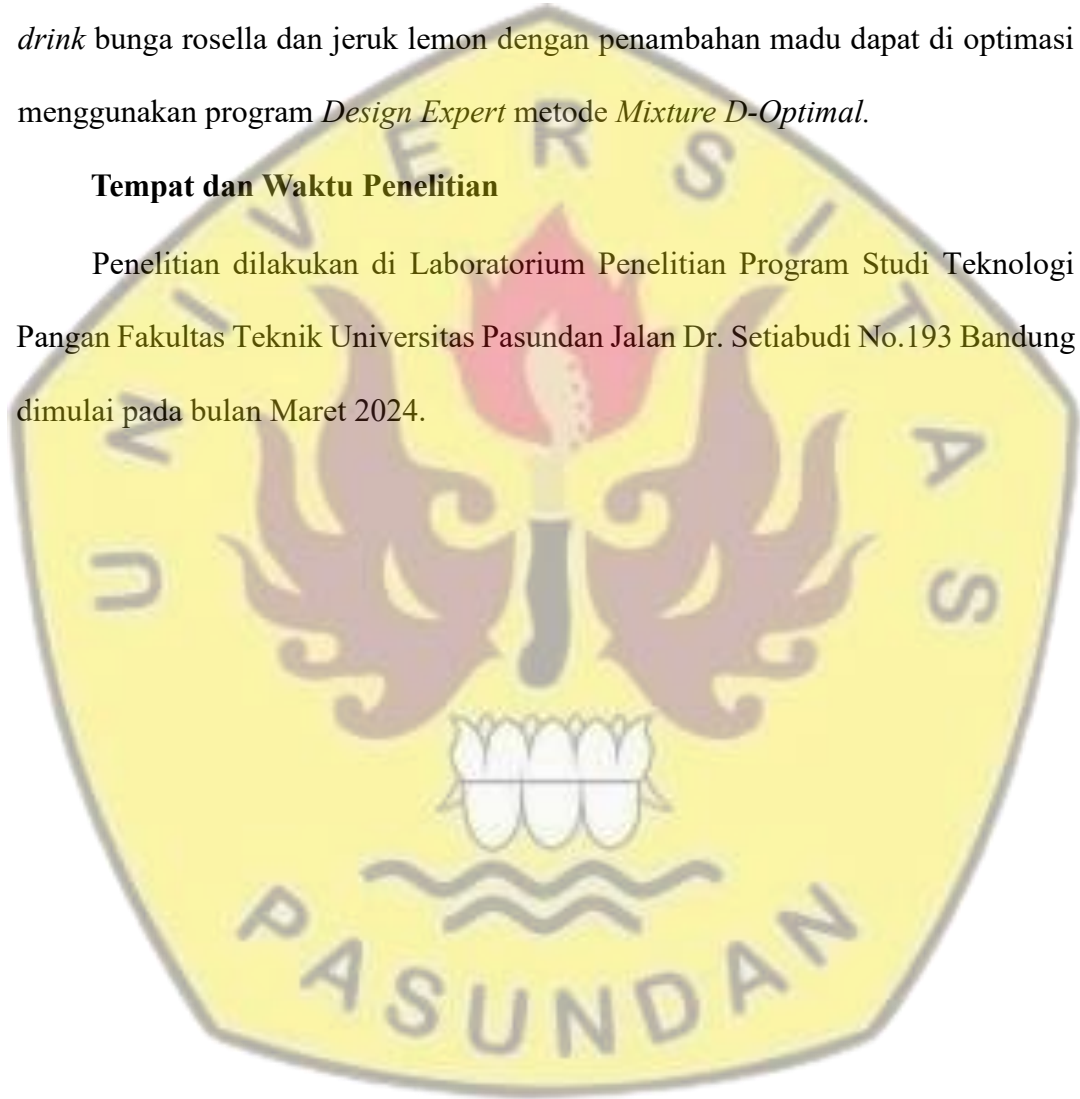 drink bunga rosella dan jeruk lemon dengan penambahan madu dapat di optimasi
menggunakan program Design Expert metode Mixture D-Optimal.
Tempat dan Waktu Penelitian
Penelitian dilakukan di Laboratorium Penelitian Program Studi Teknologi
Pangan Fakultas Teknik Universitas Pasundan Jalan Dr. Setiabudi No.193 Bandung
dimulai pada bulan Maret 2024.
UNIVERSITAS
PASUNDAN